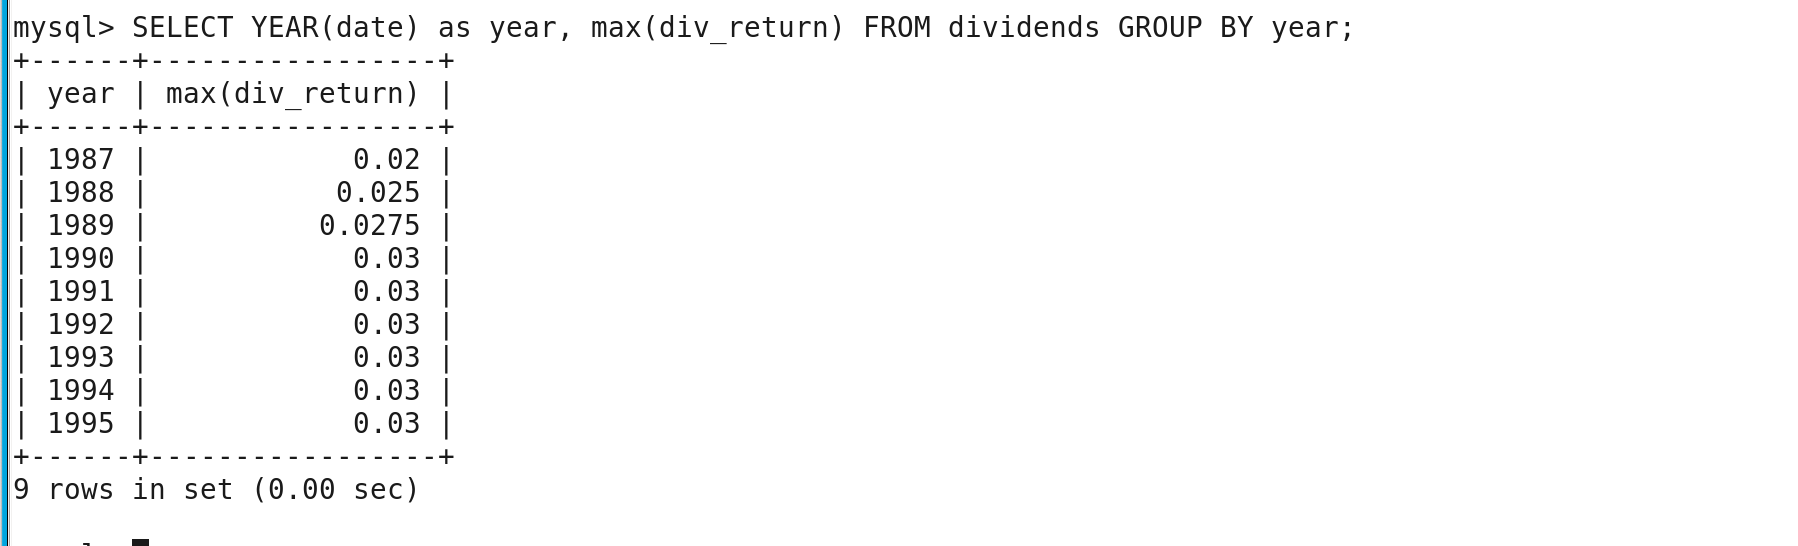 mysql> SELECT YEAR(date) as year, max(div_return) FROM dividends GROUP BY year;
+------+-----------------+
| year | max(div_return) |
+------+-----------------+
| 1987 |            0.02 |
| 1988 |           0.025 |
| 1989 |          0.0275 |
| 1990 |            0.03 |
| 1991 |            0.03 |
| 1992 |            0.03 |
| 1993 |            0.03 |
| 1994 |            0.03 |
| 1995 |            0.03 |
+------+-----------------+
9 rows in set (0.00 sec)